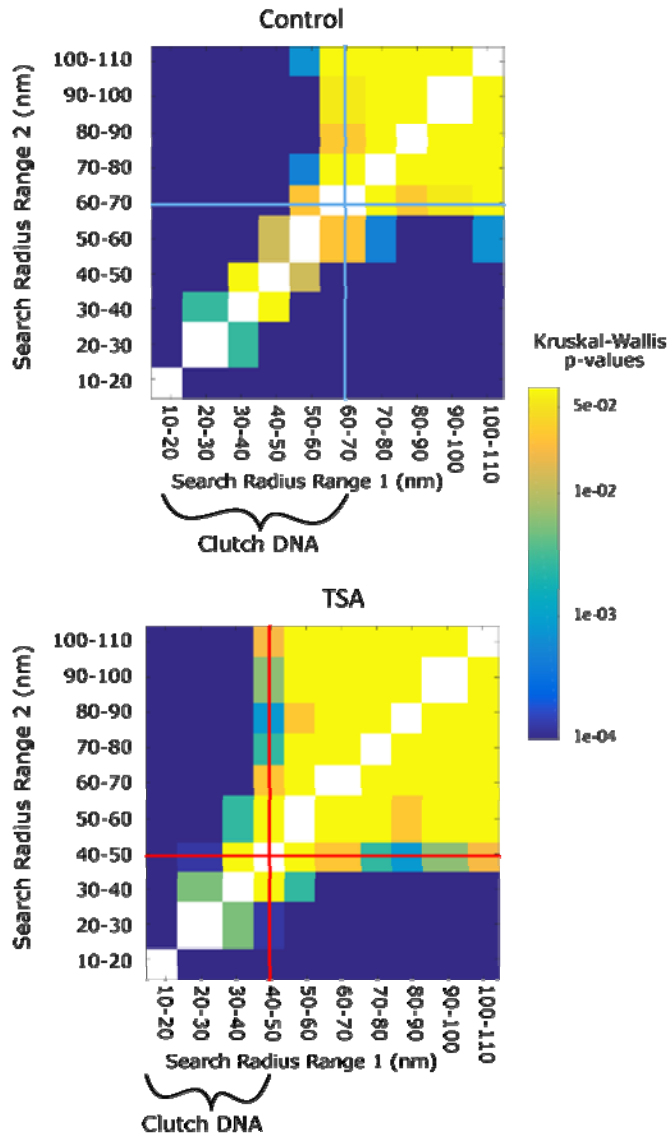 Control
Search Radius Range 2 (nm)
100-110
90-100
80-90
70-80
60-70
50-60
40-50
30-40
20-30
10-20
10-20
20-30
30-40
40-50
50-60
60-70
70-80
80-90
90-100
100-110
Search Radius Range 1 (nm)
Clutch DNA
Kruskal-Wallis
p-values
5e-02
1e-02
1e-03
1e-04
TSA
Search Radius Range 2 (nm)
100-110
90-100
80-90
70-80
60-70
50-60
40-50
30-40
20-30
10-20
10-20
20-30
30-40
40-50
50-60
60-70
70-80
80-90
90-100
100-110
Search Radius Range 1 (nm)
Clutch DNA